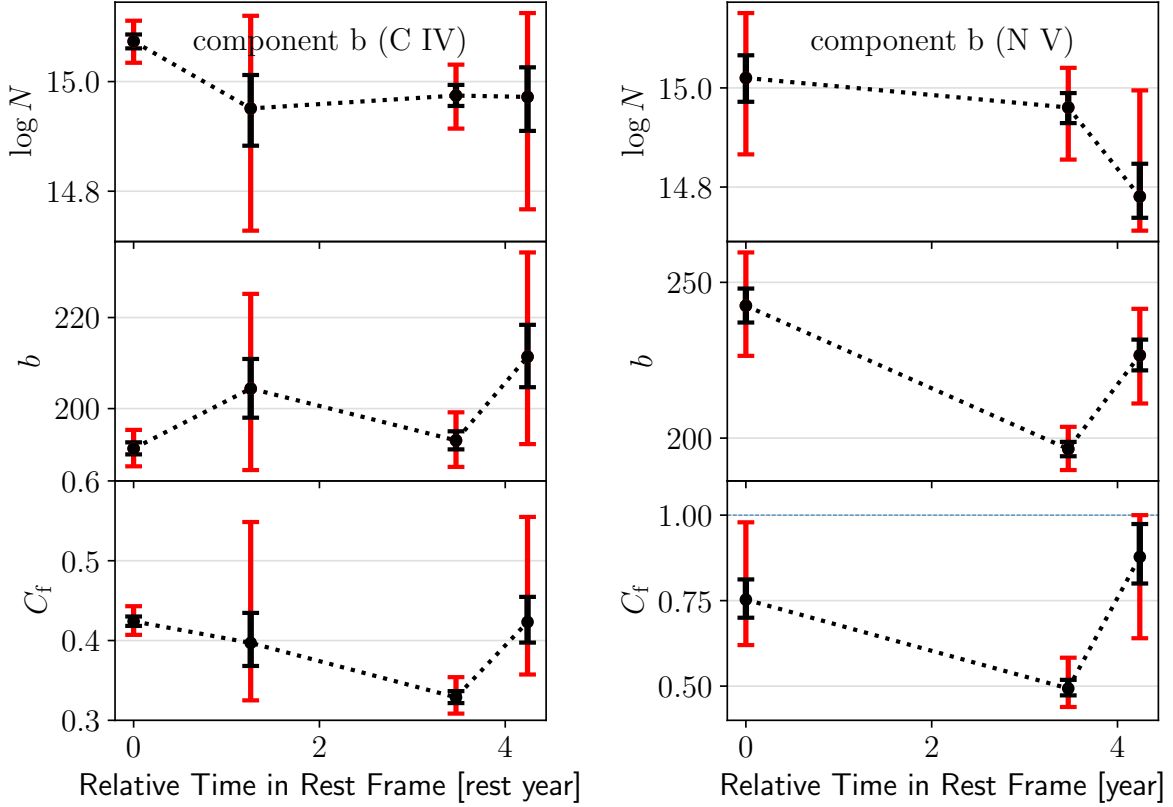 component b (C IV)
log N
15.0
14.8
b
220
200
C_f
0.6
0.5
0.4
0.3
0 2 4
Relative Time in Rest Frame [rest year]
component b (N V)
log N
15.0
14.8
b
250
200
C_f
1.00
0.75
0.50
0 2 4
Relative Time in Rest Frame [year]